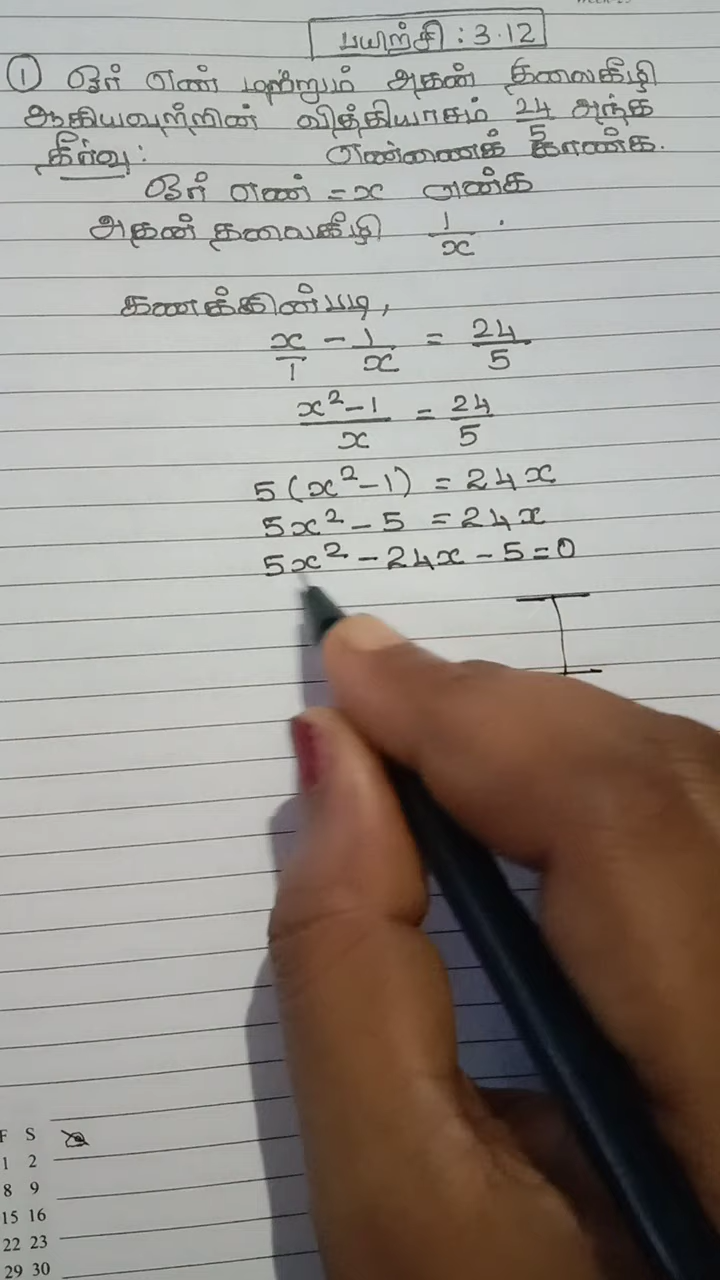 பயிற்சி : 3.12
① ஓர் எண் மற்றும் அதன் தலைகீழி
ஆகியவற்றின் வித்தியாசம் 24/5 அந்த
தீர்வு : எண்ணைக் காண்க.
ஓர் எண் = x என்க
அதன் தலைகீழி 1/x .
கணக்கின்படி,
x/1 - 1/x = 24/5
x² - 1/x = 24/5
5 (x² - 1) = 24x
5x² - 5 = 24x
5x² - 24x - 5 = 0
F S
1 2
8 9
15 16
22 23
29 30